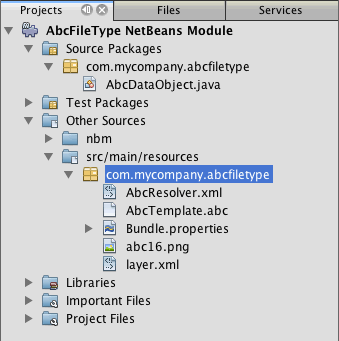 Projects Files Services
AbcFileType NetBeans Module
Source Packages
com.mycompany.abcfiletype
AbcDataObject.java
Test Packages
Other Sources
nbm
src/main/resources
com.mycompany.abcfiletype
AbcResolver.xml
AbcTemplate.abc
Bundle.properties
abc16.png
layer.xml
Libraries
Important Files
Project Files